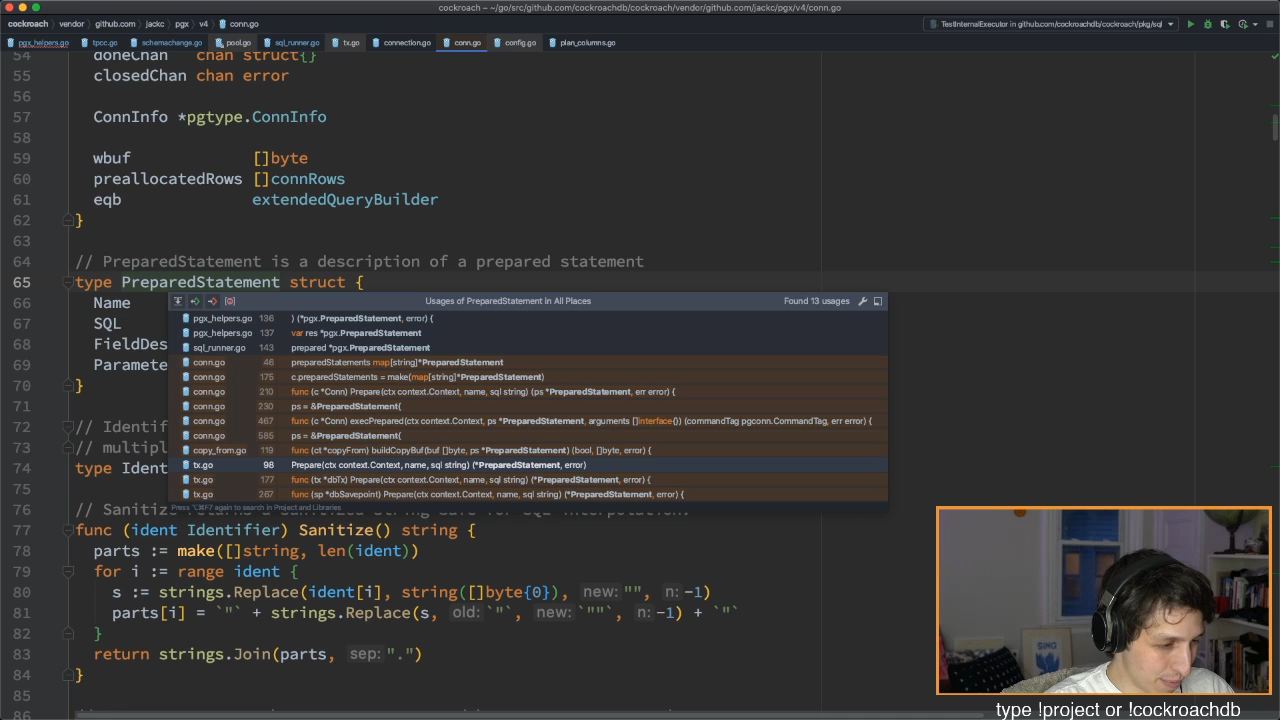 cockroach – ~/go/src/github.com/cockroachdb/cockroach/vendor/github.com/jackc/pgx/v4/conn.go
cockroach vendor github.com jackc pgx v4 conn.go TestInternalExecutor in github.com/cockroachdb/cockroach/pkg/sql
pgx_helpers.go tpcc.go schemachange.go pool.go sql_runner.go tx.go connection.go conn.go config.go plan_columns.go
54 doneChan chan struct{}
55 closedChan chan error
56
57 ConnInfo *pgtype.ConnInfo
58
59 wbuf []byte
60 preallocatedRows []connRows
61 eqb extendedQueryBuilder
62 }
63
64 // PreparedStatement is a description of a prepared statement
65 type PreparedStatement struct {
66 Name
67 SQL
68 FieldDes
69 Paramete
70 }
71
72 // Identif
73 // multipl
74 type Ident
75
76 // Sanitize returns a sanitized string safe for SQL interpolation.
77 func (ident Identifier) Sanitize() string {
78 parts := make([]string, len(ident))
79 for i := range ident {
80 s := strings.Replace(ident[i], string([]byte{0}), new: "", n: -1)
81 parts[i] = `"` + strings.Replace(s, old: `"`, new: `""`, n: -1) + `"`
82 }
83 return strings.Join(parts, sep: ".")
84 }
85
86
Usages of PreparedStatement in All Places Found 13 usages
pgx_helpers.go 136 ) (*pgx.PreparedStatement, error) {
pgx_helpers.go 137 var res *pgx.PreparedStatement
sql_runner.go 143 prepared *pgx.PreparedStatement
conn.go 46 preparedStatements map[string]*PreparedStatement
conn.go 175 c.preparedStatements = make(map[string]*PreparedStatement)
conn.go 210 func (c *Conn) Prepare(ctx context.Context, name, sql string) (ps *PreparedStatement, err error) {
conn.go 230 ps = &PreparedStatement{
conn.go 467 func (c *Conn) execPrepared(ctx context.Context, ps *PreparedStatement, arguments []interface{}) (commandTag pgconn.CommandTag, err error) {
conn.go 585 ps = &PreparedStatement{
copy_from.go 119 func (ct *copyFrom) buildCopyBuf(buf []byte, ps *PreparedStatement) (bool, []byte, error) {
tx.go 98 Prepare(ctx context.Context, name, sql string) (*PreparedStatement, error)
tx.go 177 func (tx *dbTx) Prepare(ctx context.Context, name, sql string) (*PreparedStatement, error) {
tx.go 267 func (sp *dbSavepoint) Prepare(ctx context.Context, name, sql string) (*PreparedStatement, error) {
Press ⌥⌘F7 again to search in Project and Libraries
SING
type !project or !cockroachdb